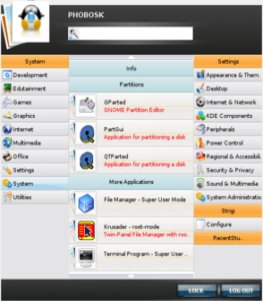 PHOBOSK
System
Development
Edutainment
Games
Graphics
Internet
Multimedia
Office
Settings
System
Utilities
Info
Partitions
GParted
GNOME Partition Editor
PartGui
Application for partitioning a disk
QTParted
Application for partitioning a disk
More Applications
File Manager - Super User Mode
Krusader - root-mode
Twin-Panel File Manager with roo...
Terminal Program - Super User ...
Settings
Appearance & Them
Desktop
Internet & Network
KDE Components
Peripherals
Power Control
Regional & Accessibili
Security & Privacy
Sound & Multimedia
System Administratio
Strigi
Configure
RecentStu..
LOCK
LOG OUT